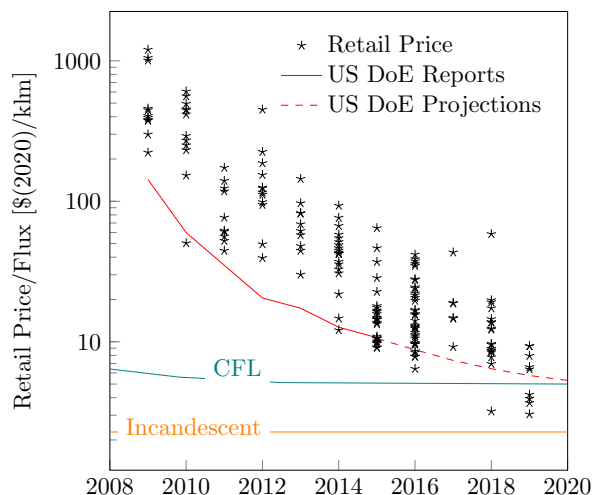 Retail Price/Flux [$(2020)/klm]
1000
100
10
Retail Price
US DoE Reports
US DoE Projections
CFL
Incandescent
2008 2010 2012 2014 2016 2018 2020